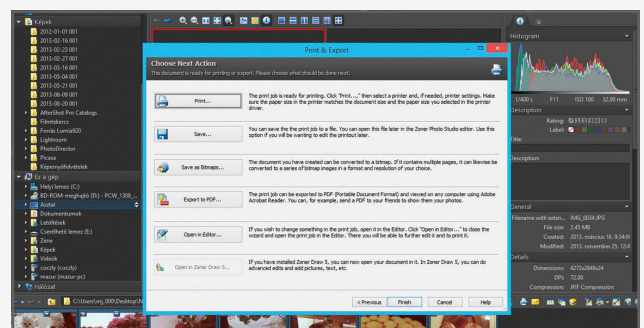 Képek
2012-01-01 001
2013-02-16 001
2013-02-23 001
2013-02-27 001
2013-03-16 001
2013-05-04 001
2013-05-21 001
2013-06-09 001
2013-08-20 001
AfterShot Pro Catalogs
Filmtekercs
Forrás Lumia920
Lightroom
PhotoDirector
Picasa
Képernyőfelvételek
Ez a gép
Helyi lemez (C:)
BD-ROM-meghajtó (D:) - PCW_1308_...
Asztal
Dokumentumok
Letöltések
Cserélhető lemez (E:)
Zene
Képek
Videók
cuczly (cuczly)
mazur (mazur-pc)
Hálózat
C:\Users\mj_000\Desktop\N
Print & Export
Choose Next Action
This document is ready for printing or export. Please choose what should be done next.
Print...
The print job is ready for printing. Click "Print...," then select a printer and, if needed, printer settings. Make
sure the paper size in the printer matches the document size and the paper size you selected in the printer
driver.
Save...
You can save the the print job to a file. You can open this file later in the Zoner Photo Studio editor. Use this
option if you will be wanting to edit the printout later.
Save as Bitmaps...
The document you have created can be converted to a bitmap. If it contains multiple pages, it can likewise be
converted to a series of bitmap images in a format and resolution of your choice.
Export to PDF...
The print job can be exported to PDF (Portable Document Format) and viewed on any computer using Adobe
Acrobat Reader. You can, for example, send a PDF to your friends to show them your photos.
Open in Editor...
If you wish to change something in the print job, open it in the Editor. Click "Open in Editor..." to close the
wizard and open the print job in the Editor. There you will be able to further edit it and to print it.
Open in Zoner Draw 5...
If you have installed Zoner Draw 5, you can now open your document in it. In Zoner Draw 5, you can do
advanced edits and add pictures, text, etc.
< Previous
Finish
Cancel
Help
Histogram
1/400 s F11 ISO 100 32.00 mm
Description
Rating:
Label:
Title:
Description:
General
Filename with exten... IMG_0034.JPG
File size: 2.45 MB
Created: 2013. március 16. 9:34:0
Modified: 2013. november 25. 12:4
Details
Dimensions: 4272x2848x24
DPI: 72.00
Compression: JFIF Compression